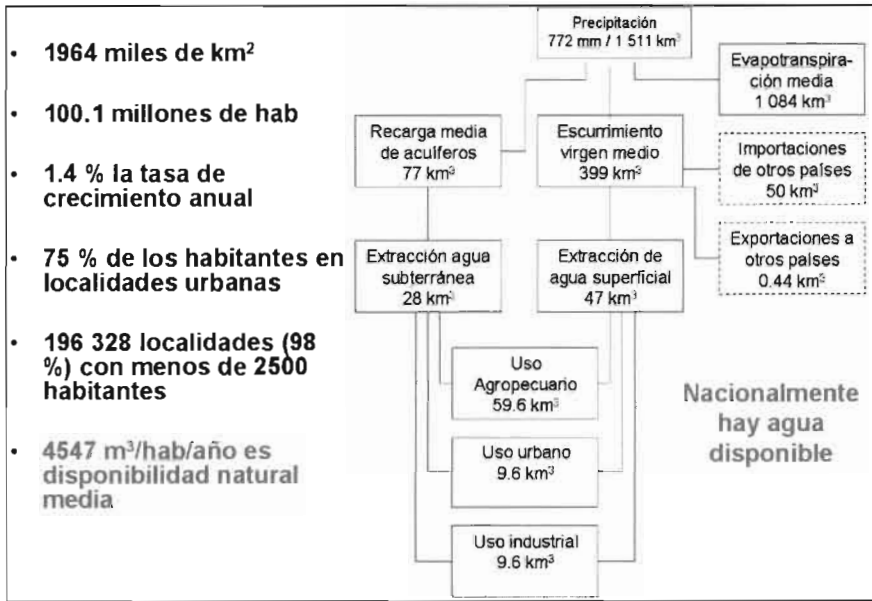 • 1964 miles de km²
• 100.1 millones de hab
• 1.4 % la tasa de
crecimiento anual
• 75 % de los habitantes en
localidades urbanas
• 196 328 localidades (98
%) con menos de 2500
habitantes
• 4547 m³/hab/año es
disponibilidad natural
media
Precipitación
772 mm / 1 511 km³
Evapotranspira-
ción media
1 084 km³
Recarga media
de acuíferos
77 km³
Escurrimiento
virgen medio
399 km³
Importaciones
de otros países
50 km³
Exportaciones a
otros países
0.44 km³
Extracción agua
subterránea
28 km³
Extracción de
agua superficial
47 km³
Uso
Agropecuario
59.6 km³
Uso urbano
9.6 km³
Uso industrial
9.6 km³
Nacionalmente
hay agua
disponible